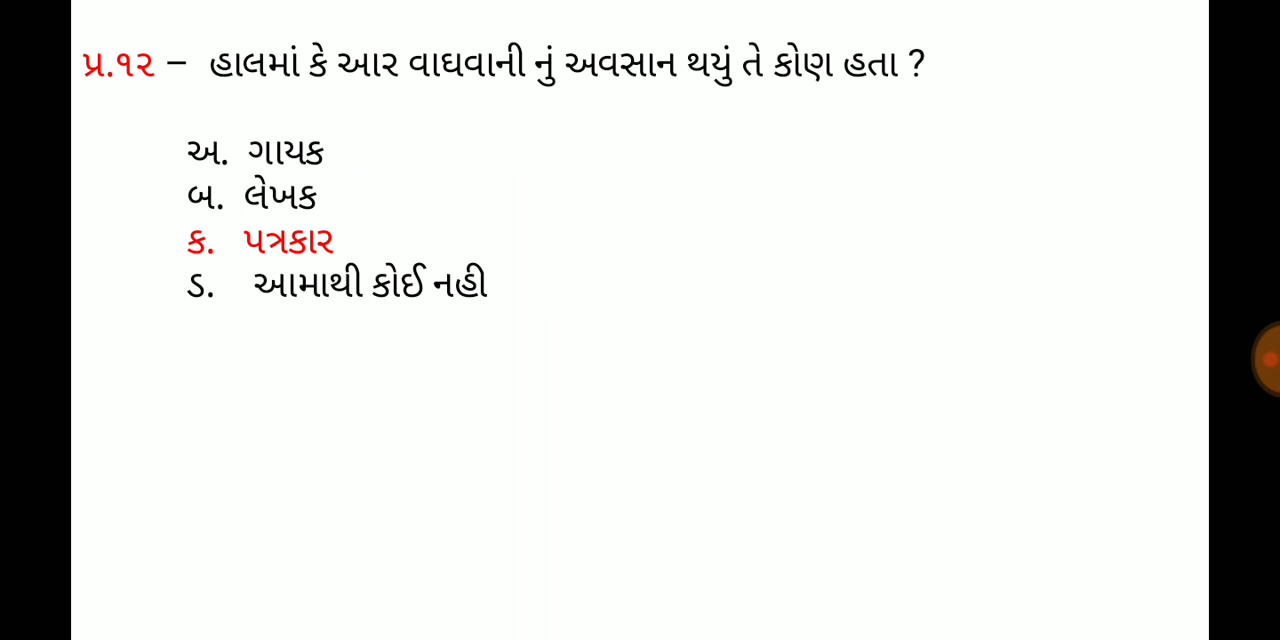 પ્ર.૧૨ – હાલમાં કે આર વાઘવાની નું અવસાન થયું તે કોણ હતા ?
અ. ગાયક
બ. લેખક
ક. પત્રકાર
ડ. આમાથી કોઈ નહી